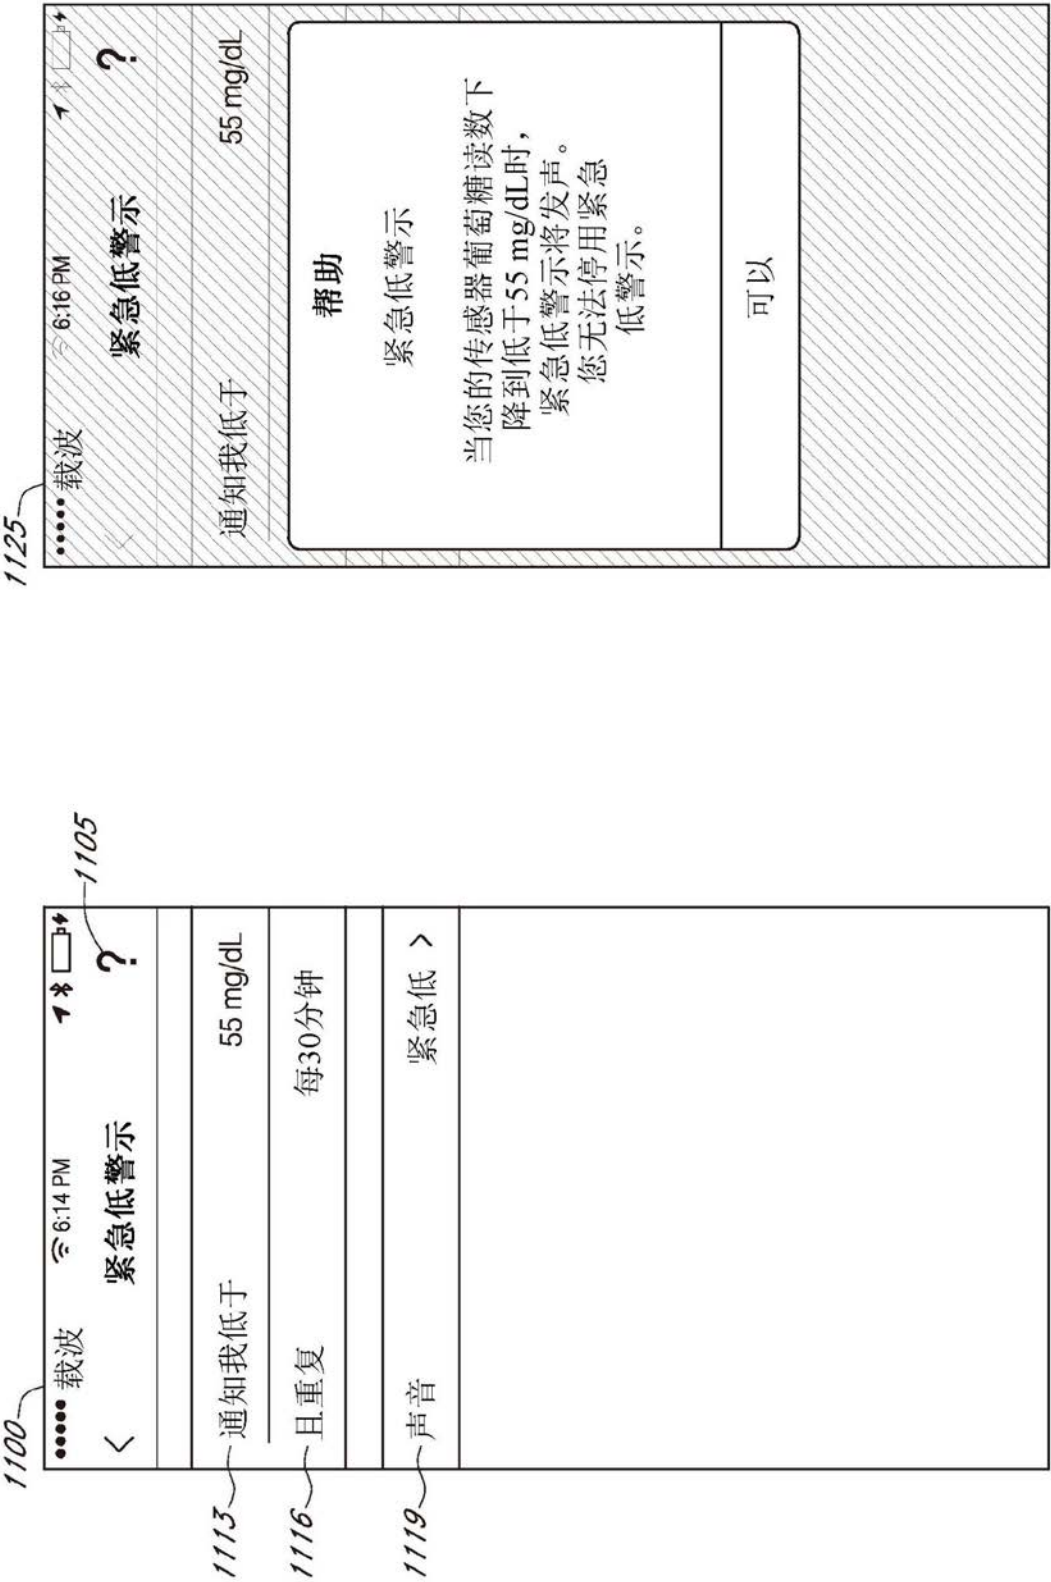 1100
载波
6:14 PM
紧急低警示
?
1105
1113
通知我低于
55 mg/dL
1116
且重复
每30分钟
1119
声音
紧急低 >
1125
载波
6:16 PM
紧急低警示
?
通知我低于
55 mg/dL
帮助
紧急低警示
当您的传感器葡萄糖读数下
降到低于55 mg/dL时，
紧急低警示将发声。
您无法停用紧急
低警示。
可以